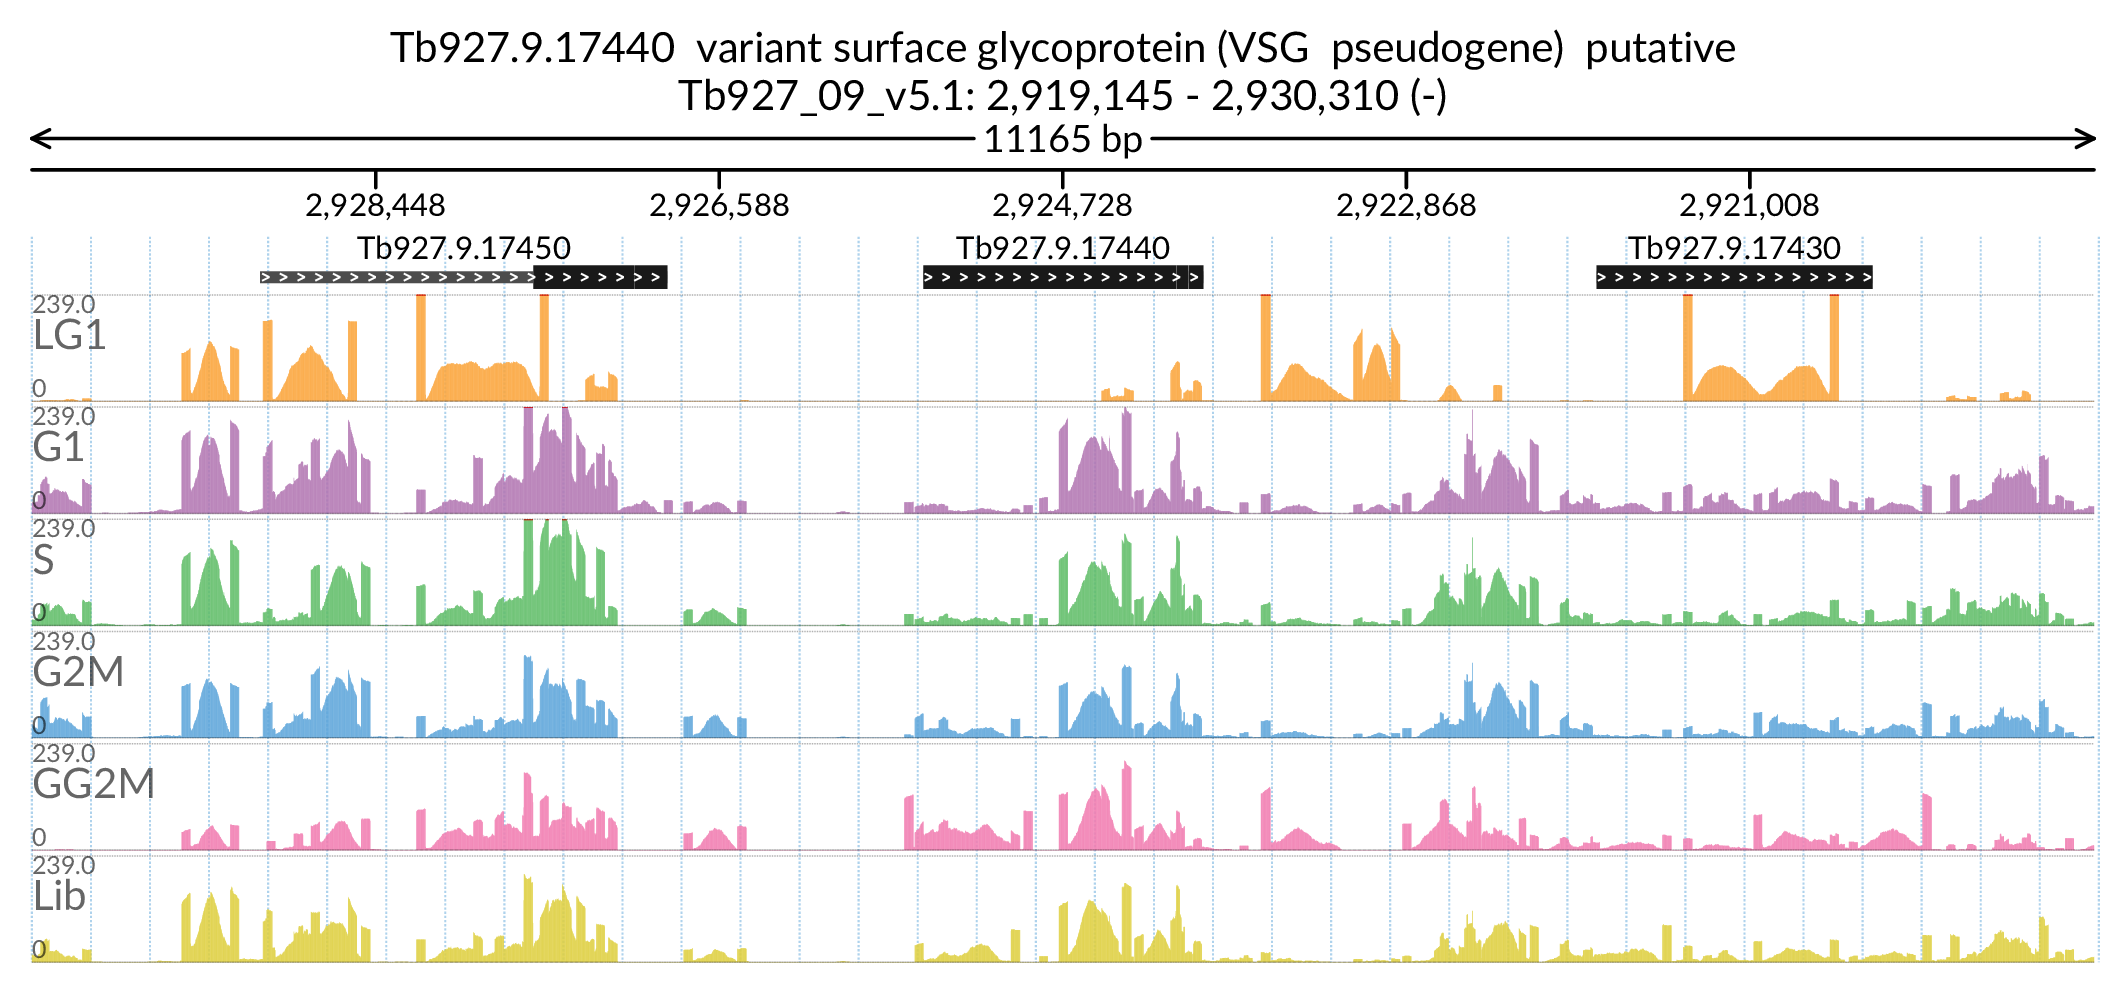 Tb927.9.17440 variant surface glycoprotein (VSG pseudogene) putative
Tb927_09_v5.1: 2,919,145 - 2,930,310 (-)
11165 bp
2,928,448 2,926,588 2,924,728 2,922,868 2,921,008
Tb927.9.17450 Tb927.9.17440 Tb927.9.17430
239.0
LG1
0
239.0
G1
0
239.0
S
0
239.0
G2M
0
239.0
GG2M
0
239.0
Lib
0